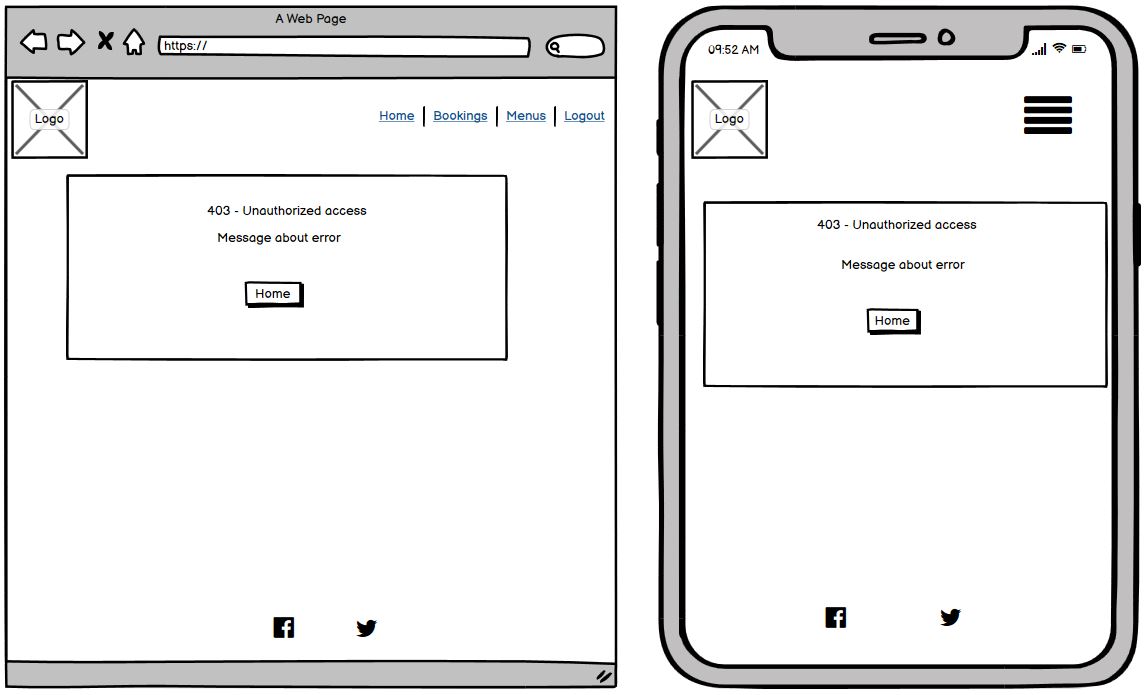 A Web Page
https://
Logo
Home Bookings Menus Logout
403 - Unauthorized access
Message about error
Home
09:52 AM
Logo
403 - Unauthorized access
Message about error
Home